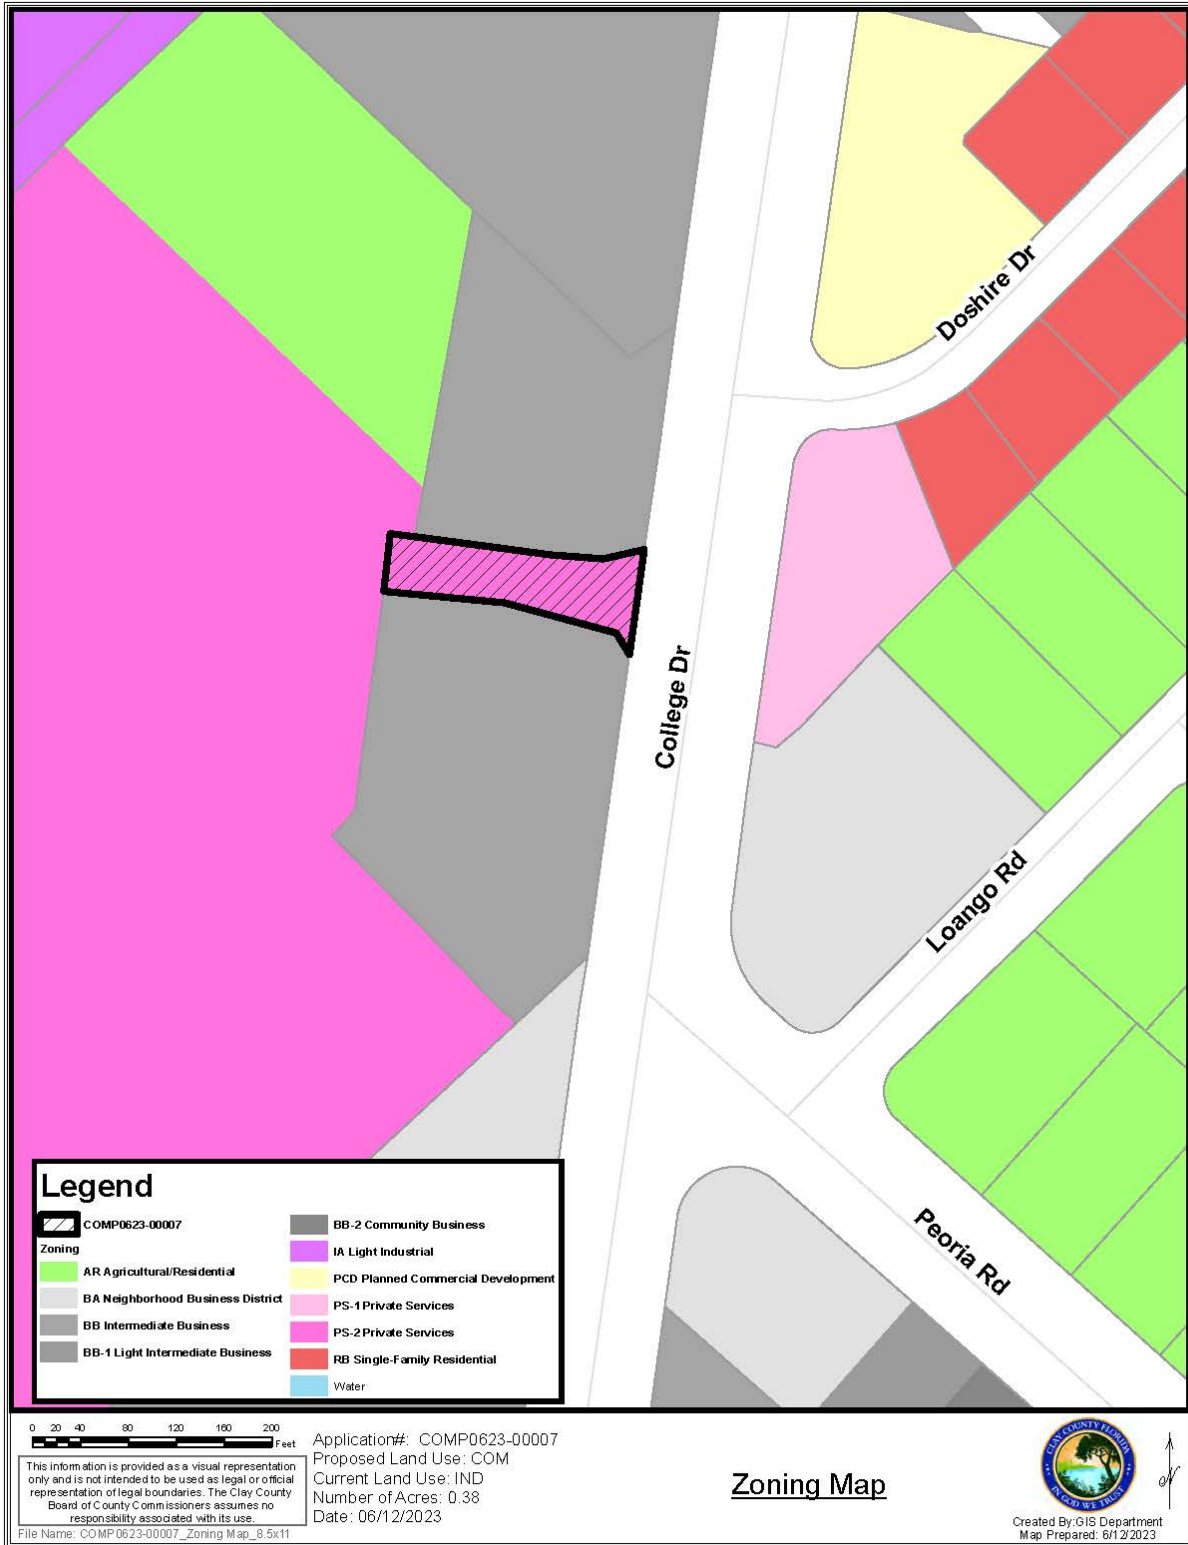 Doshire Dr
College Dr
Loango Rd
Peoria Rd
Legend
COMP0623-00007
Zoning
AR Agricultural/Residential
BA Neighborhood Business District
BB Intermediate Business
BB-1 Light Intermediate Business
BB-2 Community Business
IA Light Industrial
PCD Planned Commercial Development
PS-1 Private Services
PS-2 Private Services
RB Single-Family Residential
Water
0 20 40 80 120 160 200
Feet
This information is provided as a visual representation
only and is not intended to be used as legal or official
representation of legal boundaries. The Clay County
Board of County Commissioners assumes no
responsibility associated with its use.
File Name: COMP0623-00007_Zoning Map_8.5x11
Application#: COMP0623-00007
Proposed Land Use: COM
Current Land Use: IND
Number of Acres: 0.38
Date: 06/12/2023
Zoning Map
CLAY COUNTY FLORIDA
IN GOD WE TRUST
Created By:GIS Department
Map Prepared: 6/12/2023